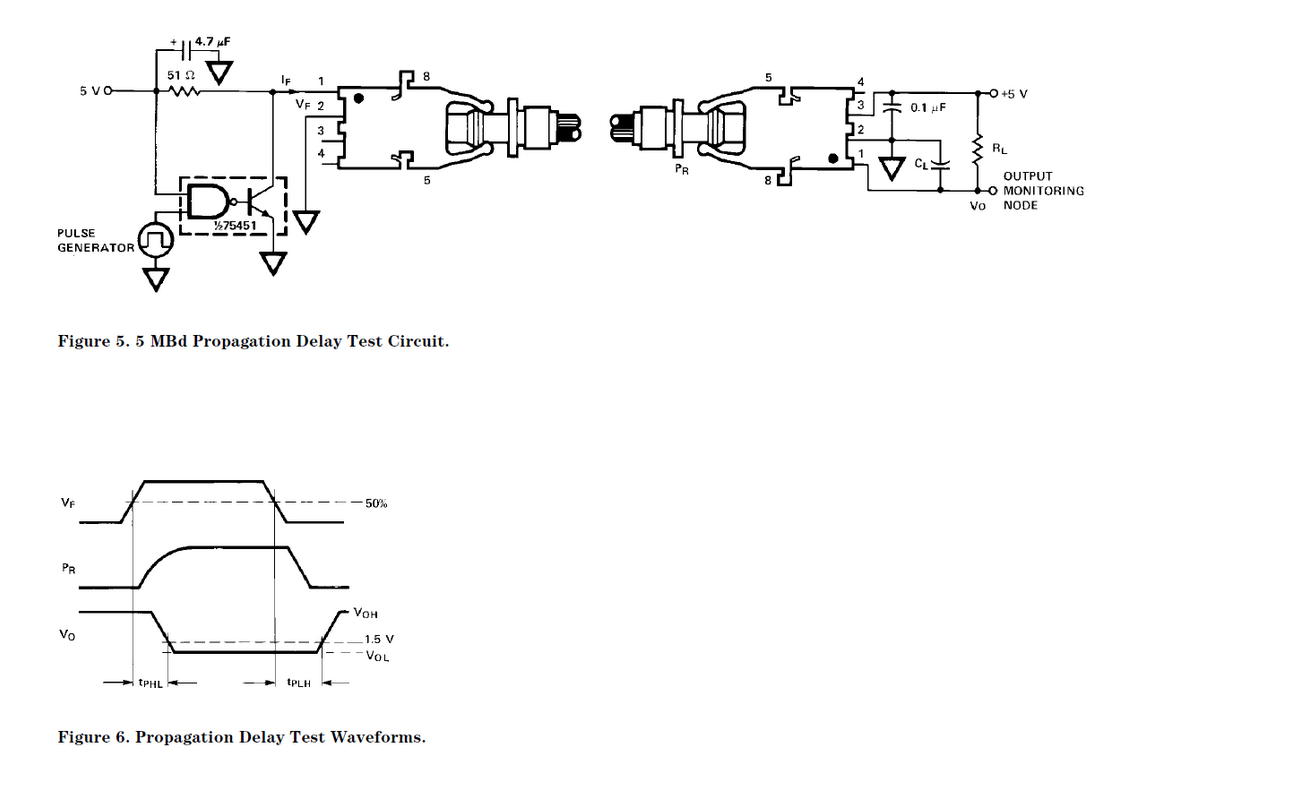 4.7 μF
+
51 Ω
5 V
IF
1
VF 2
3
4
8
5
½75451
PULSE
GENERATOR
PR
5
8
4
3
2
1
+5 V
0.1 μF
RL
CL
OUTPUT
MONITORING
NODE
VO
Figure 5. 5 MBd Propagation Delay Test Circuit.
VF
50%
PR
VO
VOH
1.5 V
VOL
tPHL
tPLH
Figure 6. Propagation Delay Test Waveforms.